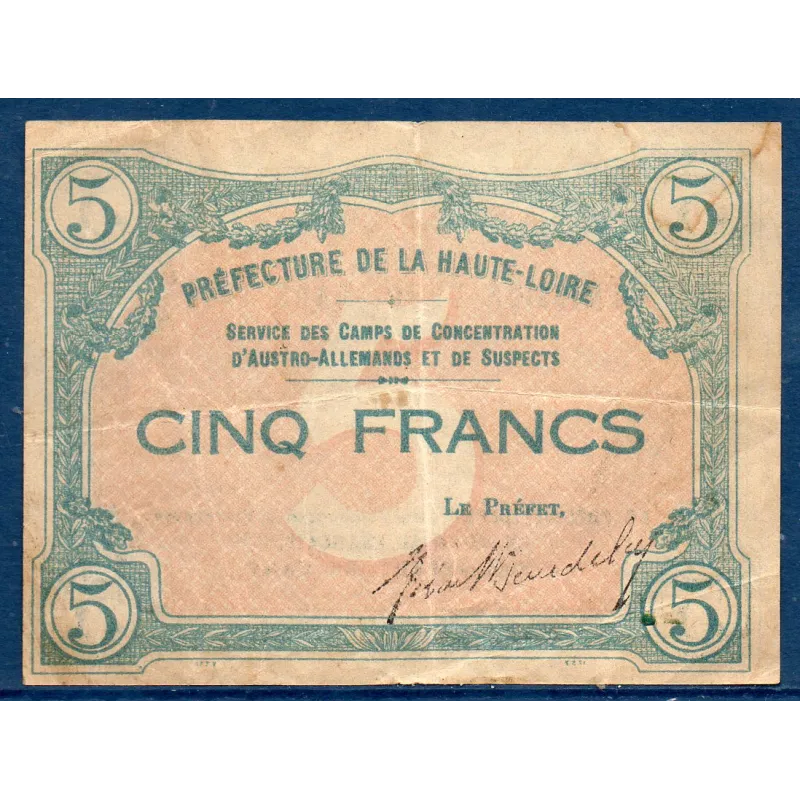 5 5
PRÉFECTURE DE LA HAUTE-LOIRE
SERVICE DES CAMPS DE CONCENTRATION
D'AUSTRO-ALLEMANDS ET DE SUSPECTS
5
CINQ FRANCS
LE PRÉFET,
5 5